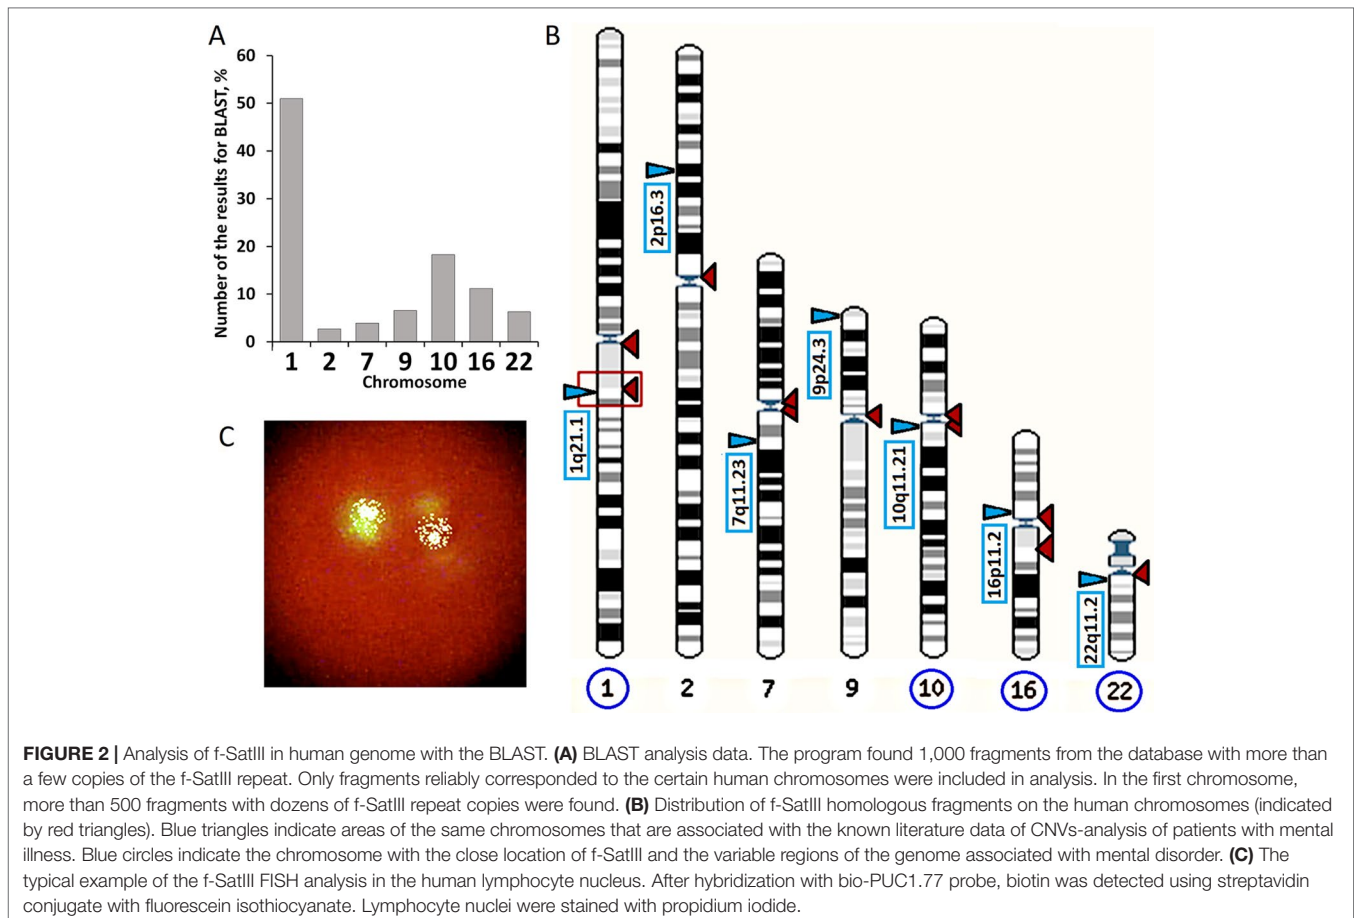 A
Number of the results for BLAST, %
60
50
40
30
20
10
0
1 2 7 9 10 16 22
Chromosome
B
2p16.3
1q21.1
7q11.23
9p24.3
10q11.21
16p11.2
22q11.2
1 2 7 9 10 16 22
C
FIGURE 2 | Analysis of f-SatIII in human genome with the BLAST. (A) BLAST analysis data. The program found 1,000 fragments from the database with more than
a few copies of the f-SatIII repeat. Only fragments reliably corresponded to the certain human chromosomes were included in analysis. In the first chromosome,
more than 500 fragments with dozens of f-SatIII repeat copies were found. (B) Distribution of f-SatIII homologous fragments on the human chromosomes (indicated
by red triangles). Blue triangles indicate areas of the same chromosomes that are associated with the known literature data of CNVs-analysis of patients with mental
illness. Blue circles indicate the chromosome with the close location of f-SatIII and the variable regions of the genome associated with mental disorder. (C) The
typical example of the f-SatIII FISH analysis in the human lymphocyte nucleus. After hybridization with bio-PUC1.77 probe, biotin was detected using streptavidin
conjugate with fluorescein isothiocyanate. Lymphocyte nuclei were stained with propidium iodide.